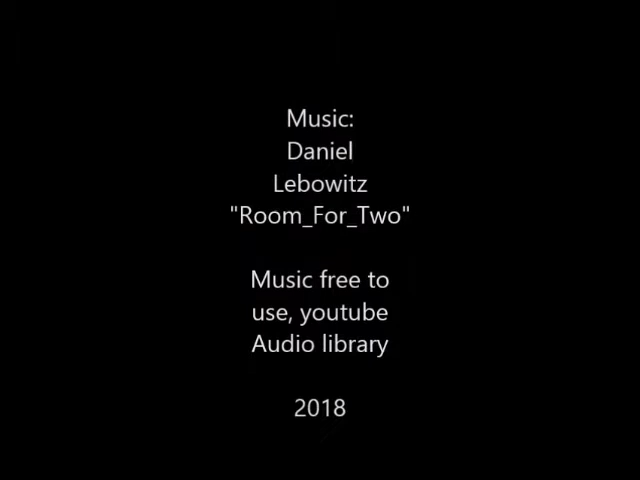 Music:
Daniel
Lebowitz
"Room_For_Two"
Music free to
use, youtube
Audio library
2018